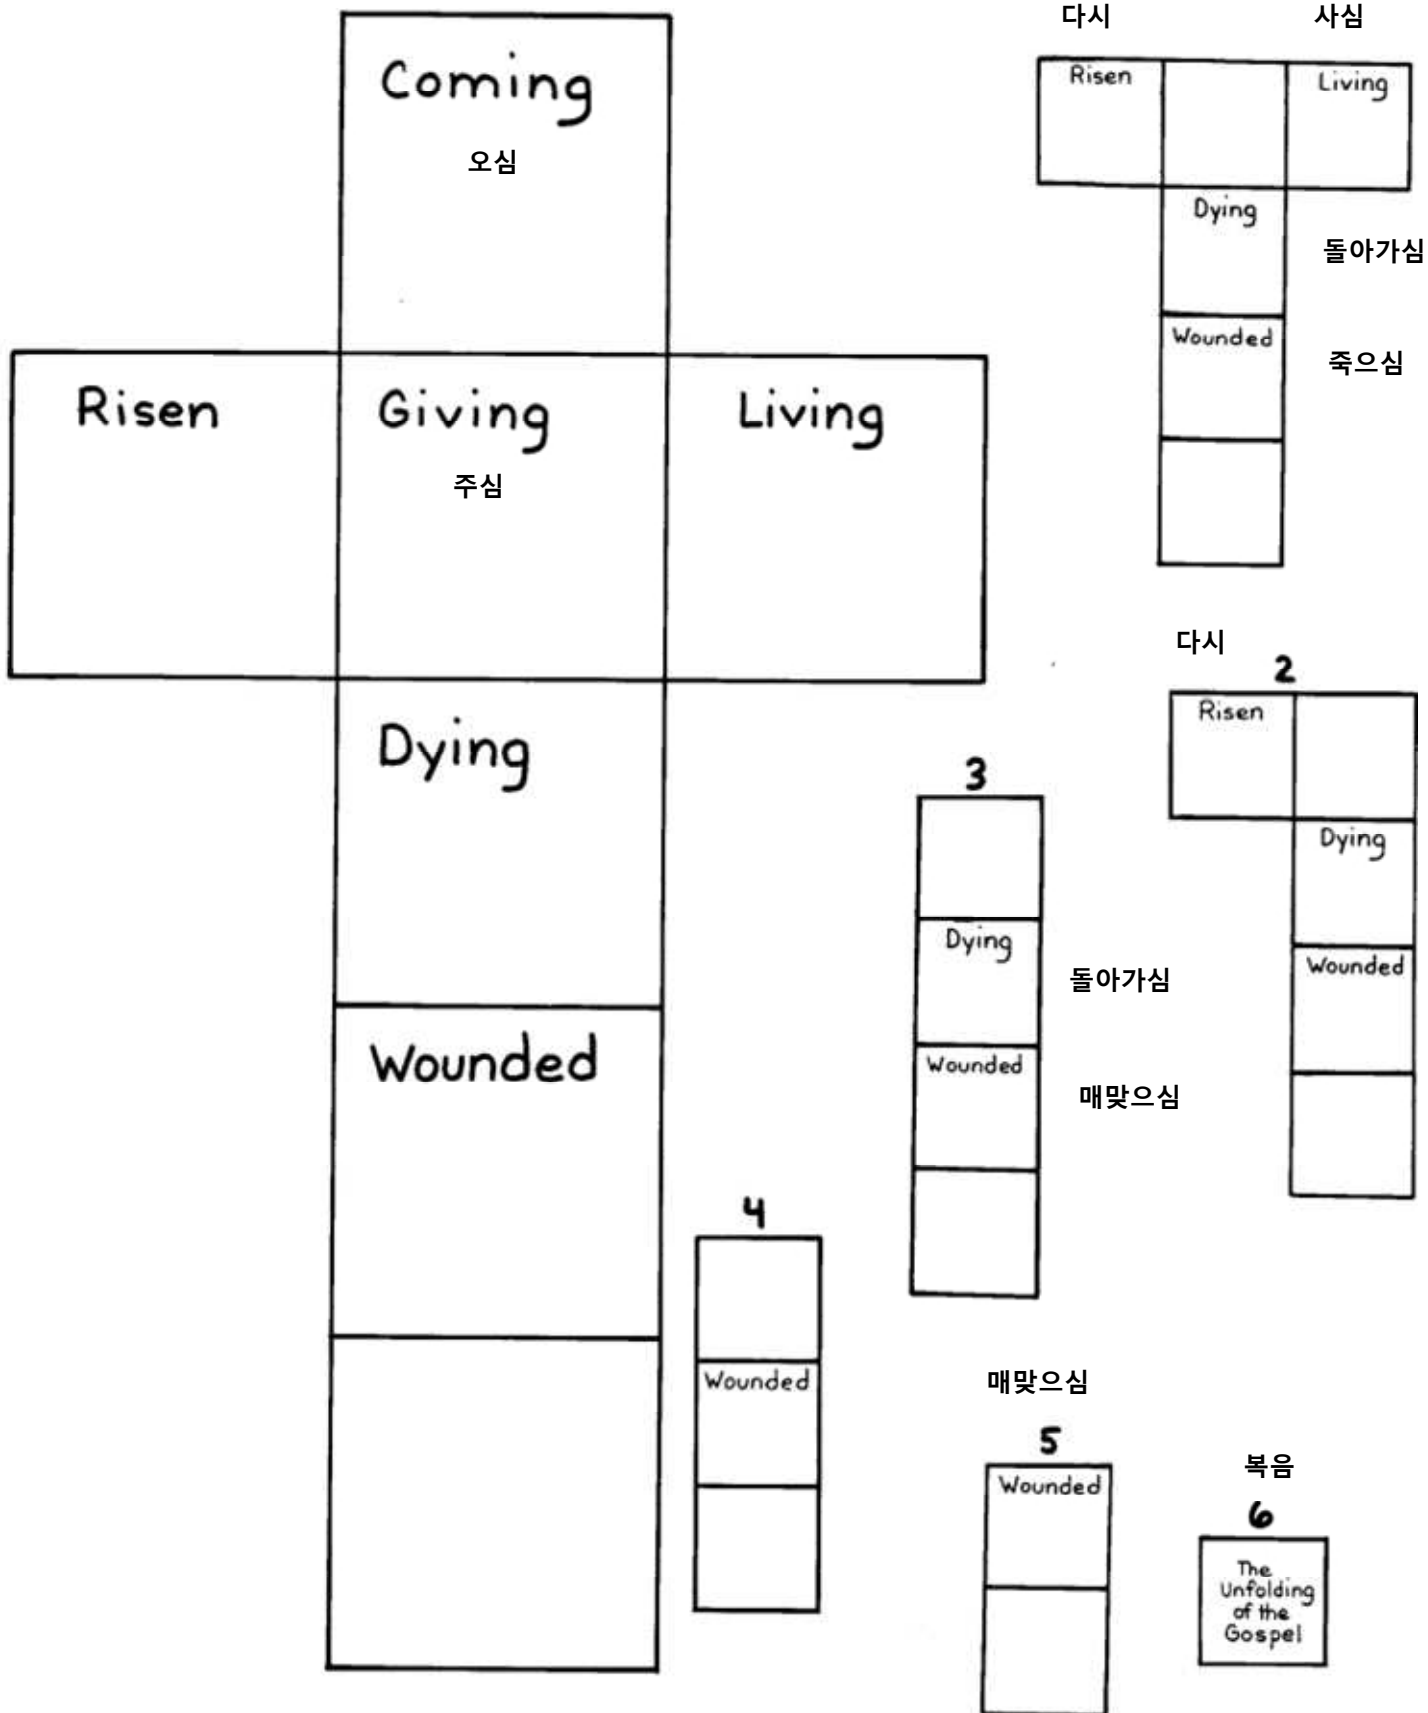 Coming
오심
Risen
Giving
Living
주심
Dying
Wounded
다시
사심
Risen
Living
Dying
돌아가심
Wounded
죽으심
다시
2
Risen
Dying
Wounded
3
Dying
돌아가심
Wounded
매맞으심
4
Wounded
매맞으심
5
Wounded
복음
6
The
Unfolding
of the
Gospel